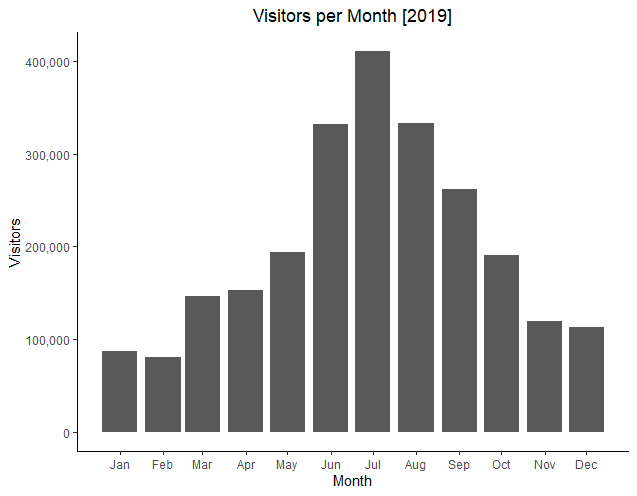 Visitors per Month [2019]
400,000
300,000
200,000
100,000
0
Visitors
Jan Feb Mar Apr May Jun Jul Aug Sep Oct Nov Dec
Month